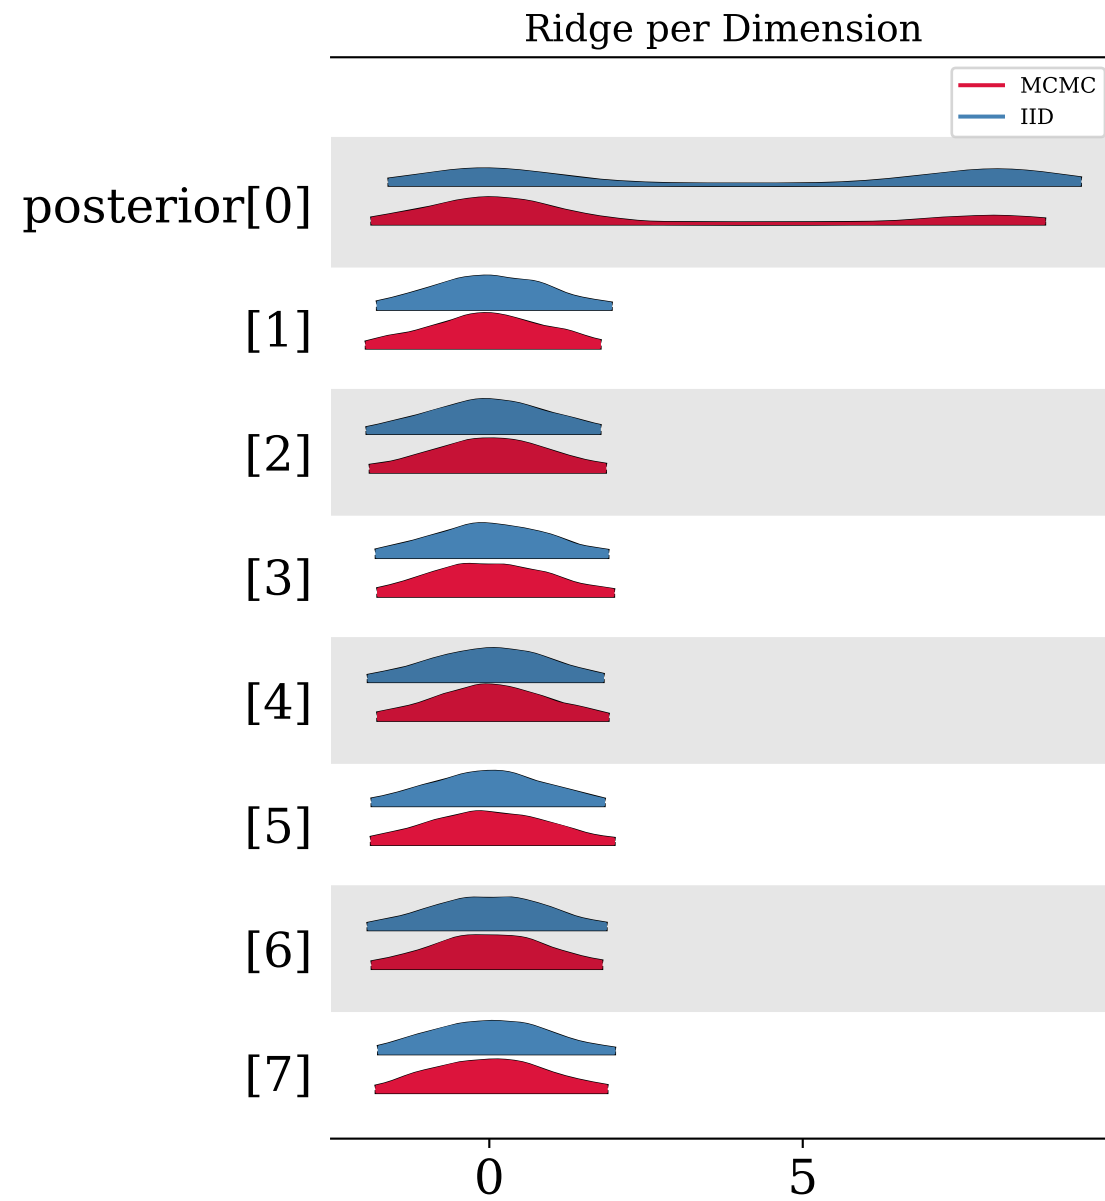 Ridge per Dimension
MCMC
IID
posterior[0]
[1]
[2]
[3]
[4]
[5]
[6]
[7]
0 5